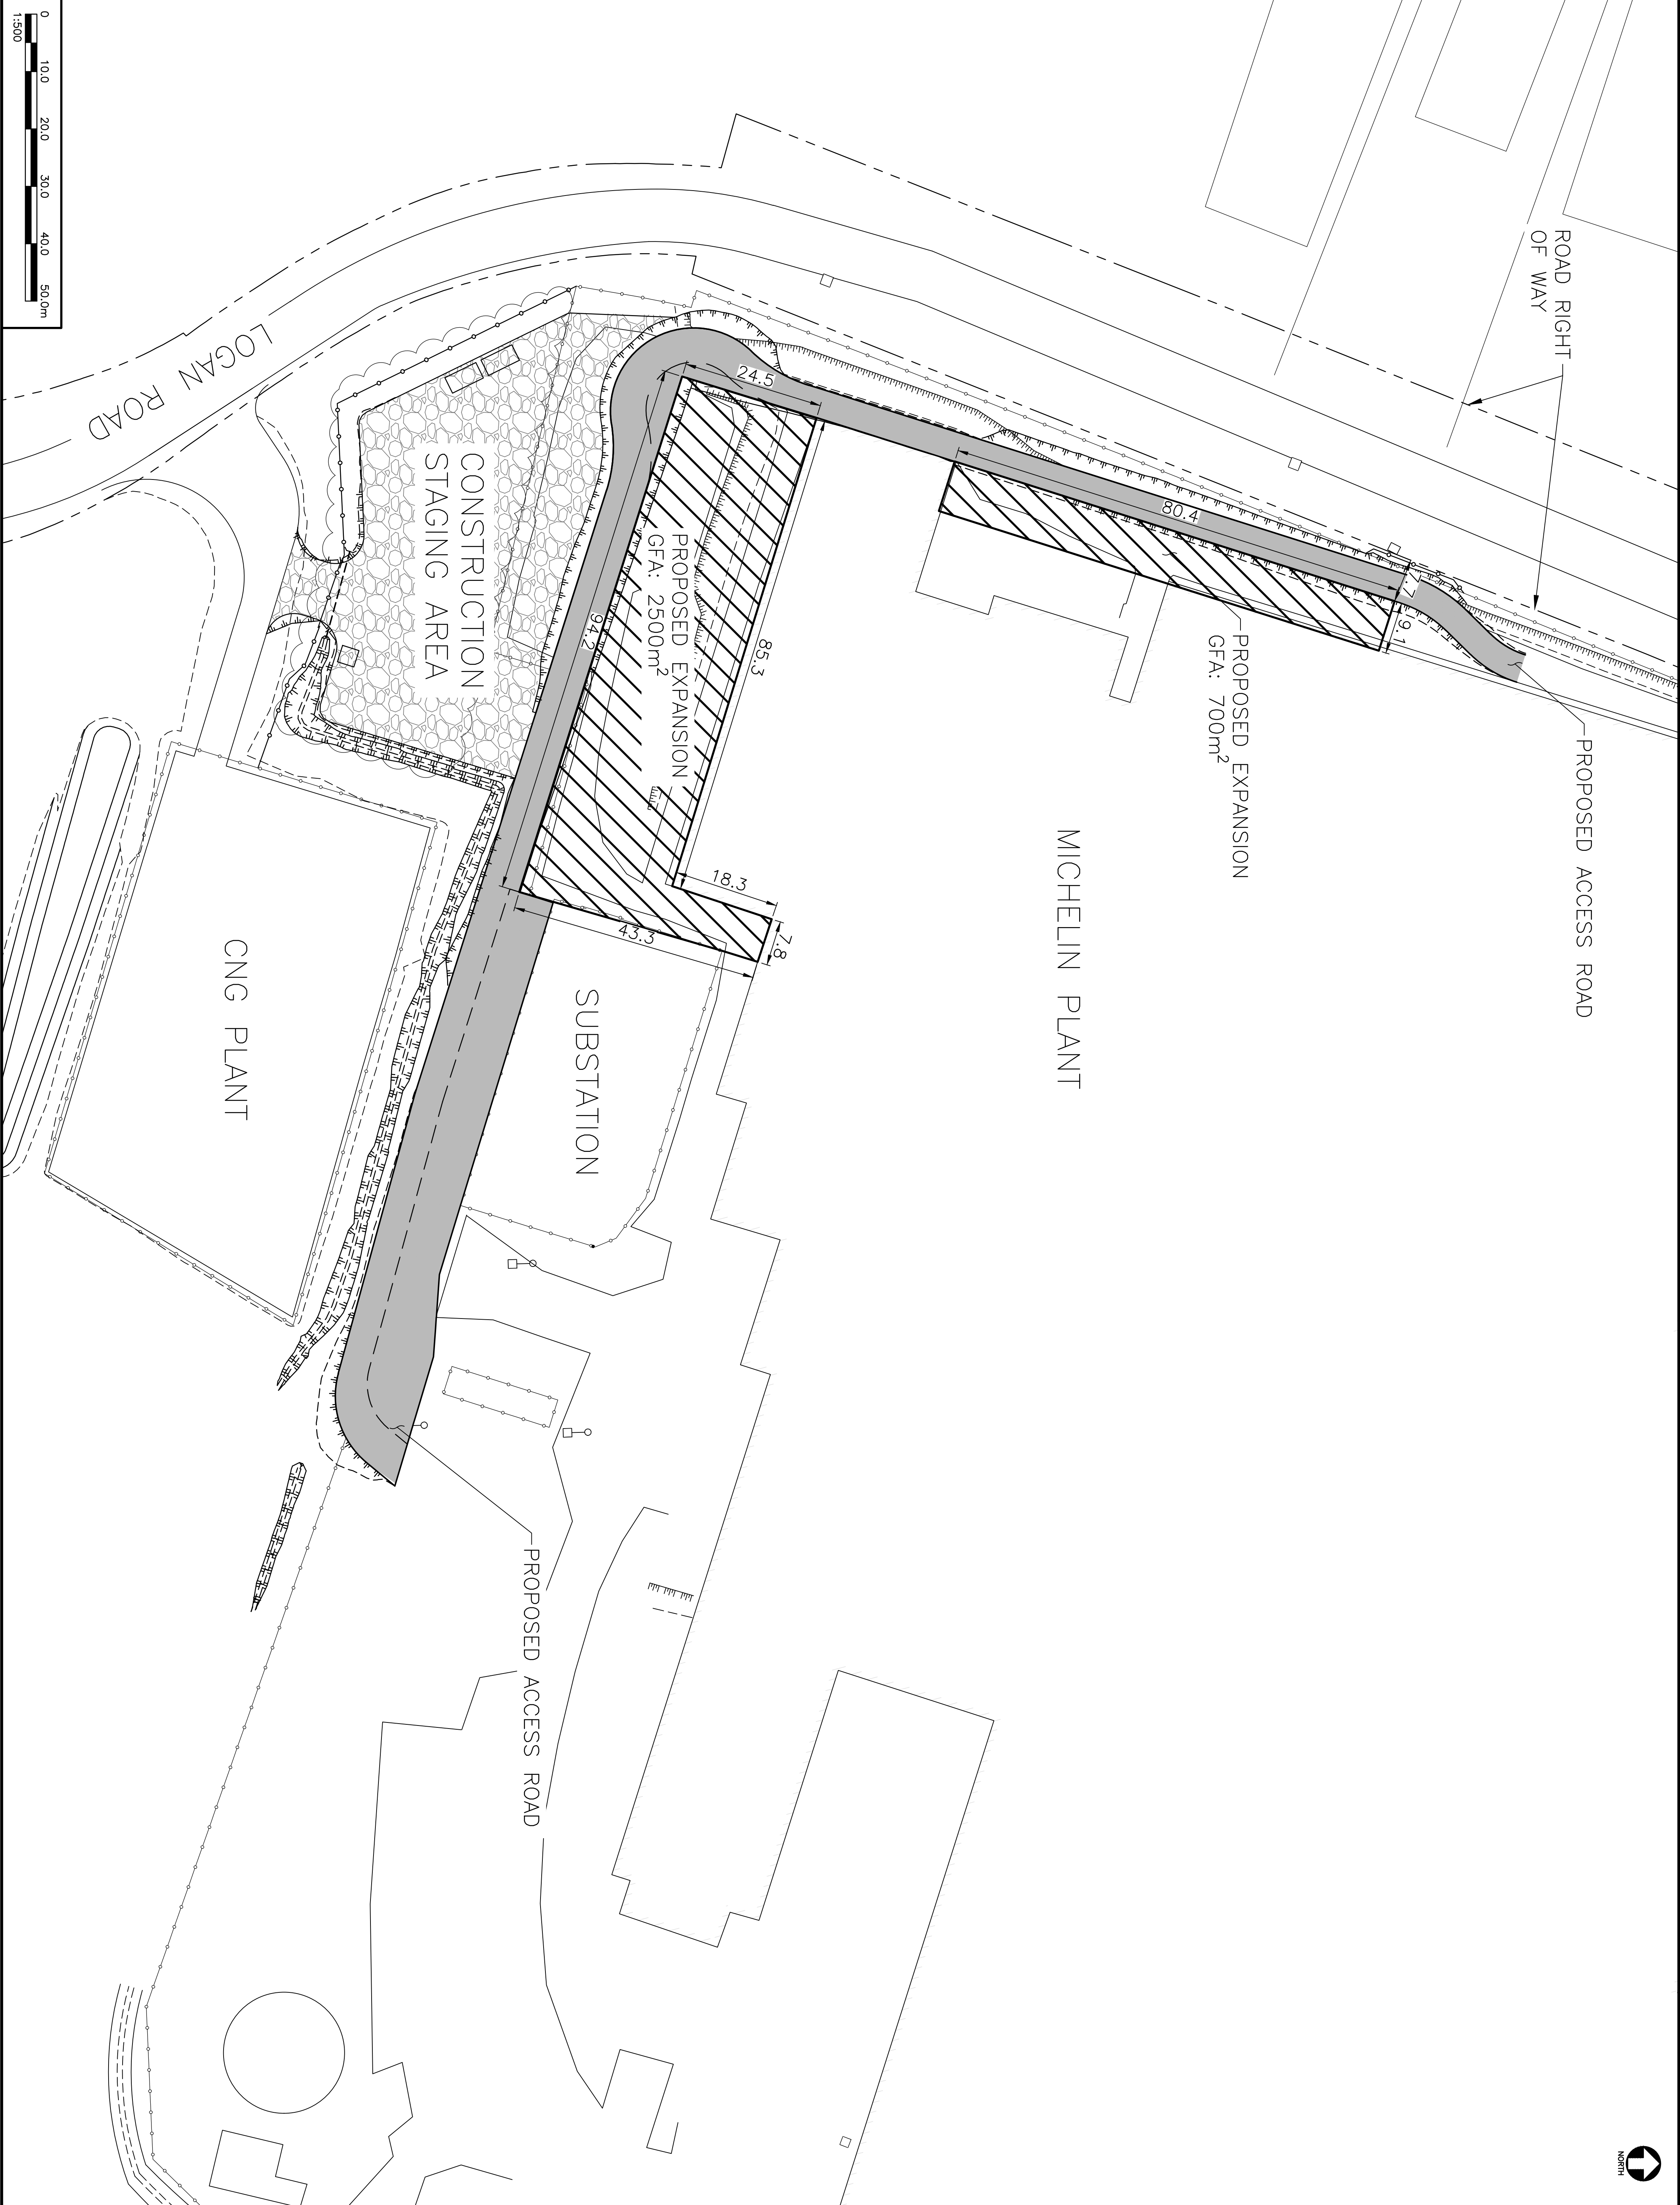 ROAD RIGHT
OF WAY
PROPOSED ACCESS ROAD
PROPOSED EXPANSION
GFA: 700m²
80.4
9.1
MICHELIN PLANT
24.5
85.3
18.3
7.8
43.3
94.2
PROPOSED EXPANSION
GFA: 2500m²
CONSTRUCTION
STAGING AREA
SUBSTATION
PROPOSED ACCESS ROAD
CNG PLANT
LOGAN ROAD
0 10.0 20.0 30.0 40.0 50.0m
1:500
NORTH